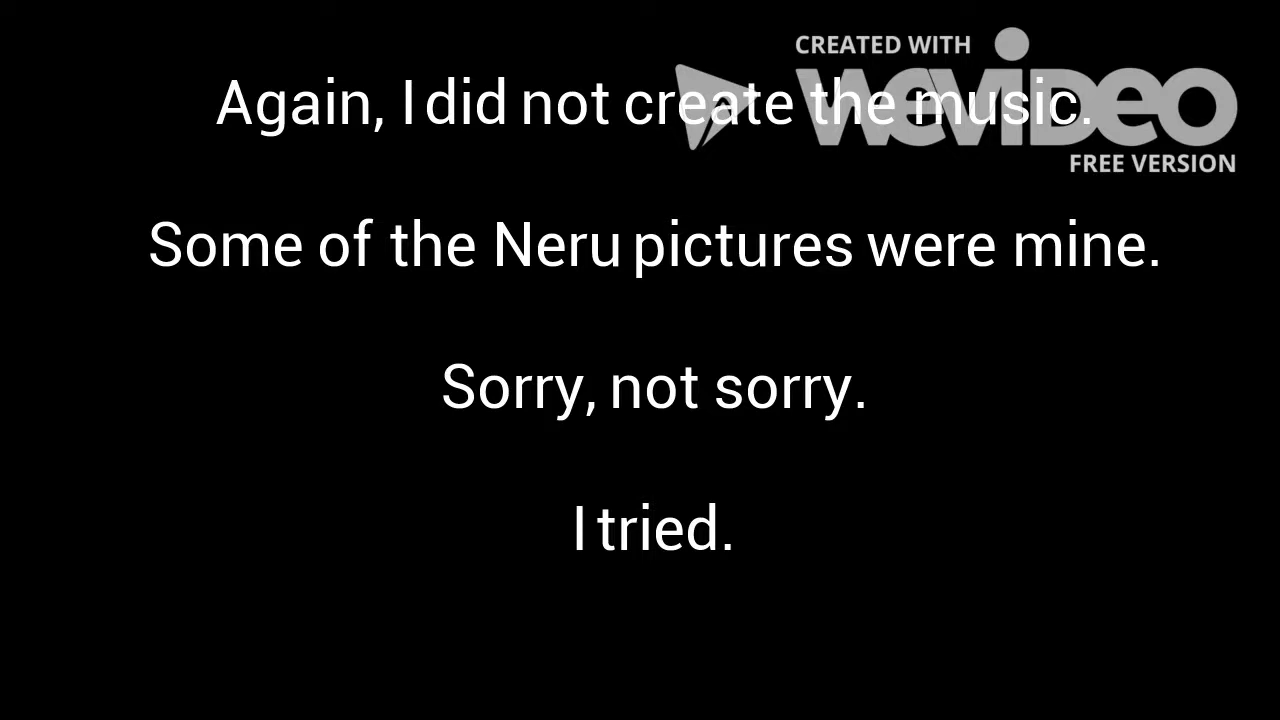 CREATED WITH
WEVIDEO
FREE VERSION
Again, I did not create the music.
Some of the Neru pictures were mine.
Sorry, not sorry.
I tried.